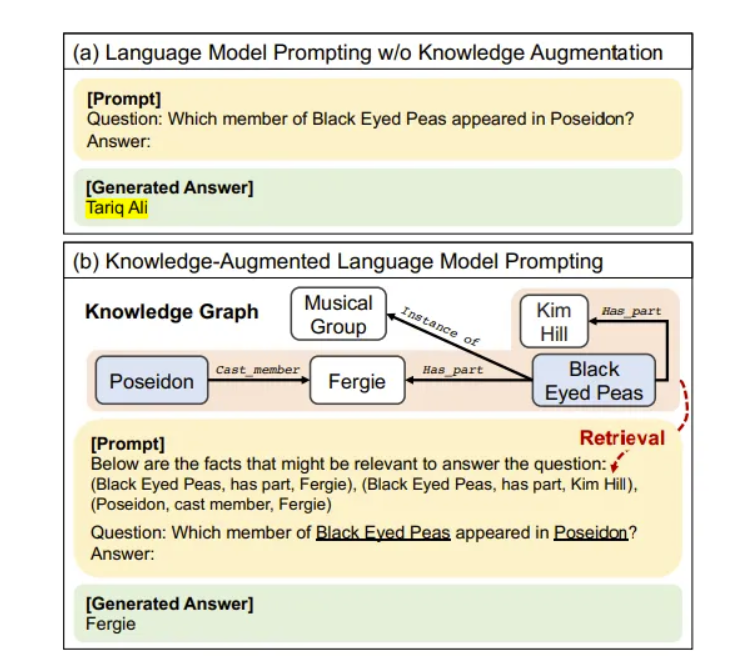 (a) Language Model Prompting w/o Knowledge Augmentation
[Prompt]
Question: Which member of Black Eyed Peas appeared in Poseidon?
Answer:
[Generated Answer]
Tariq Ali
(b) Knowledge-Augmented Language Model Prompting
Knowledge Graph
Musical
Group
Instance of
Kim
Hill
Has_part
Poseidon
Cast_member
Fergie
Has_part
Black
Eyed Peas
Retrieval
[Prompt]
Below are the facts that might be relevant to answer the question:
(Black Eyed Peas, has part, Fergie), (Black Eyed Peas, has part, Kim Hill),
(Poseidon, cast member, Fergie)
Question: Which member of Black Eyed Peas appeared in Poseidon?
Answer:
[Generated Answer]
Fergie